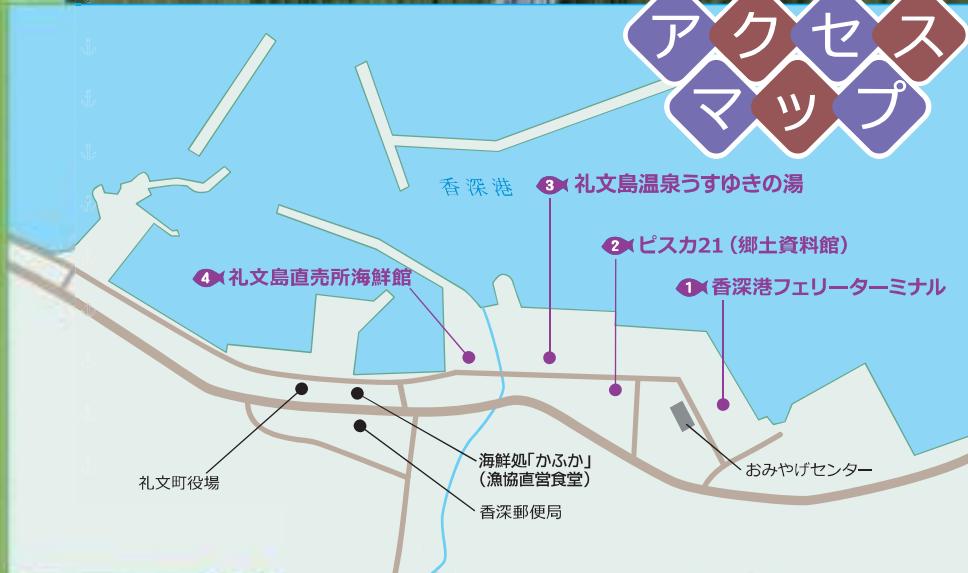 アクセス
マップ
香深港
3 礼文島温泉うすゆきの湯
2 ピスカ21（郷土資料館）
4 礼文島直売所海鮮館
1 香深港フェリーターミナル
海鮮処「かふか」
（漁協直営食堂）
おみやげセンター
礼文町役場
香深郵便局